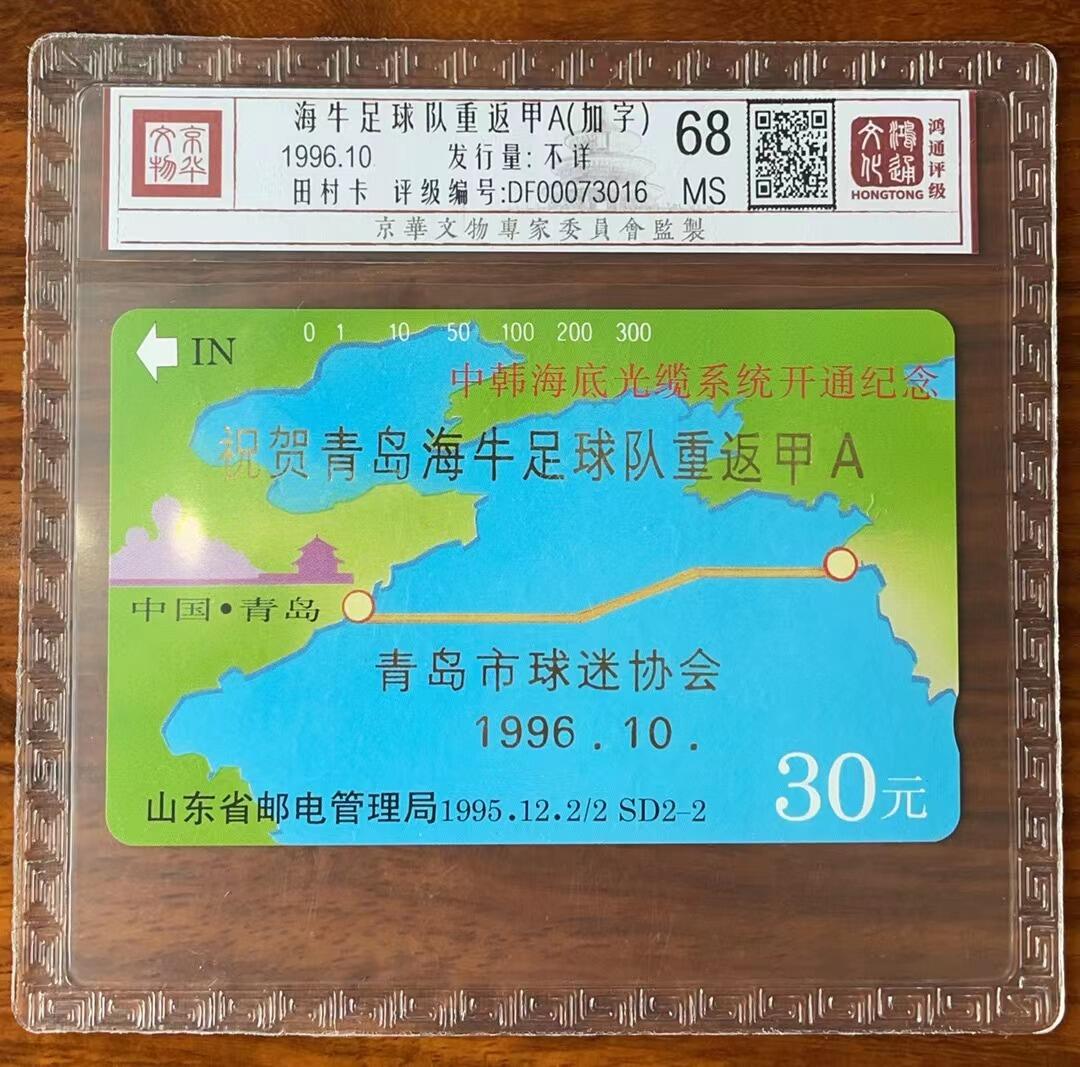 京华文物
海牛足球队重返甲A(加字)
1996.10 发行量: 不详
田村卡 评级编号:DF00073016
68
MS
鸿通文化
HONGTONG
鸿通评级
京華文物專家委員會監製
IN
0 1 10 50 100 200 300
中韩海底光缆系统开通纪念
祝贺青岛海牛足球队重返甲A
中国•青岛
青岛市球迷协会
1996.10.
30元
山东省邮电管理局1995.12.2/2 SD2-2